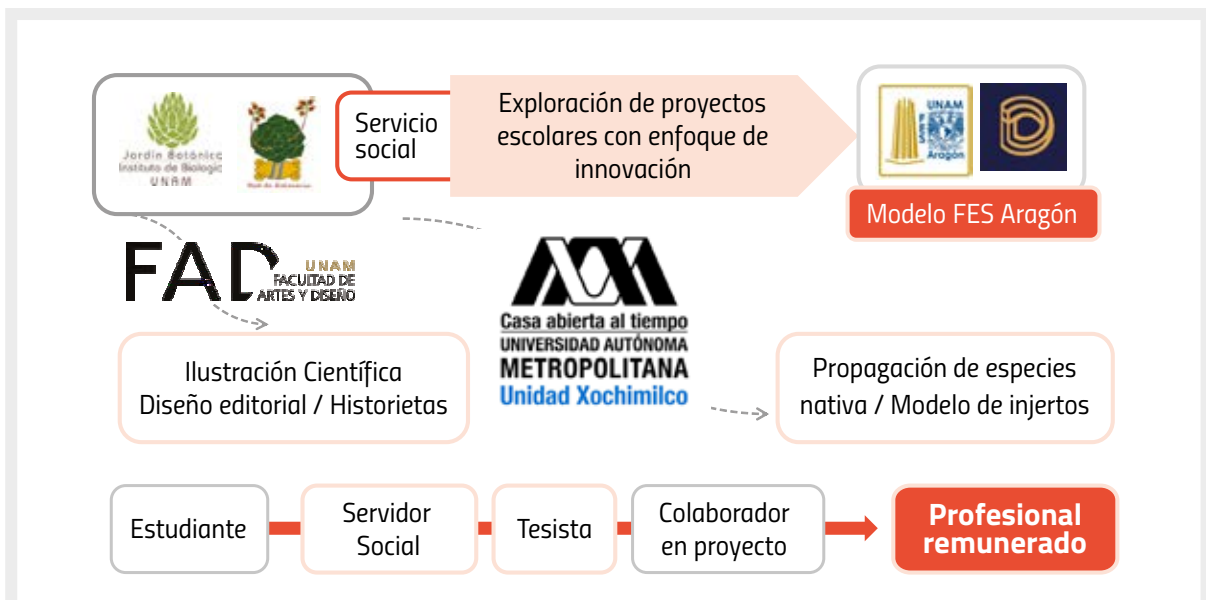 Jardín Botánico
Instituto de Biología
UNAM
Servicio
social
Exploración de proyectos
escolares con enfoque de
innovación
UNAM
Aragón
Modelo FES Aragón
FAD
UNAM
FACULTAD DE
ARTES Y DISEÑO
Casa abierta al tiempo
UNIVERSIDAD AUTÓNOMA
METROPOLITANA
Unidad Xochimilco
Ilustración Científica
Diseño editorial / Historietas
Propagación de especies
nativa / Modelo de injertos
Estudiante
Servidor
Social
Tesista
Colaborador
en proyecto
Profesional
remunerado